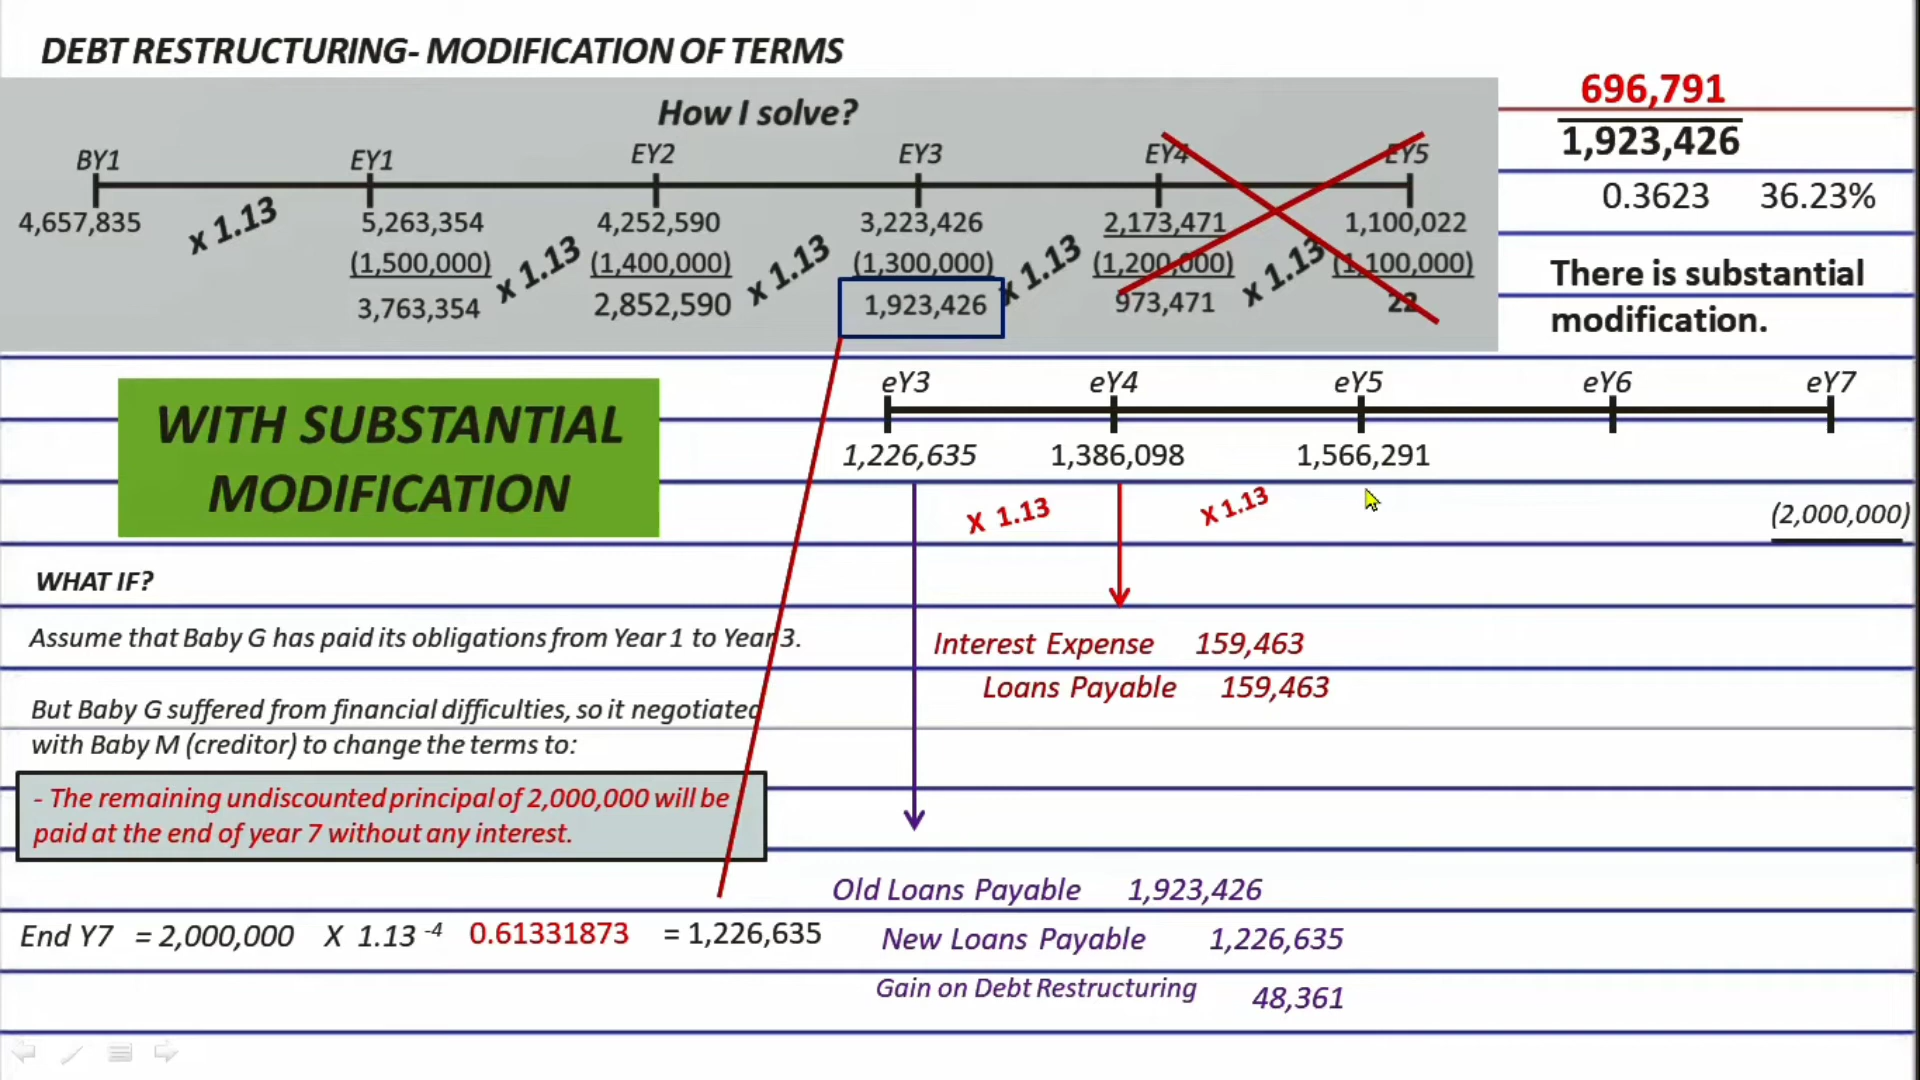 DEBT RESTRUCTURING- MODIFICATION OF TERMS
696,791
1,923,426
0.3623 36.23%
There is substantial
modification.
How I solve?
BY1 EY1 EY2 EY3 EY4 EY5
4,657,835 5,263,354 4,252,590 3,223,426 2,173,471 1,100,022
x 1.13 x 1.13 x 1.13 x 1.13 x 1.13
(1,500,000) (1,400,000) (1,300,000) (1,200,000) (1,100,000)
3,763,354 2,852,590 1,923,426 973,471 22
WITH SUBSTANTIAL
MODIFICATION
eY3 eY4 eY5 eY6 eY7
1,226,635 1,386,098 1,566,291
X 1.13 X 1.13
(2,000,000)
WHAT IF?
Assume that Baby G has paid its obligations from Year 1 to Year 3.
But Baby G suffered from financial difficulties, so it negotiated
with Baby M (creditor) to change the terms to:
- The remaining undiscounted principal of 2,000,000 will be
paid at the end of year 7 without any interest.
Interest Expense 159,463
Loans Payable 159,463
End Y7 = 2,000,000 X 1.13 -4 0.61331873 = 1,226,635
Old Loans Payable 1,923,426
New Loans Payable 1,226,635
Gain on Debt Restructuring 48,361